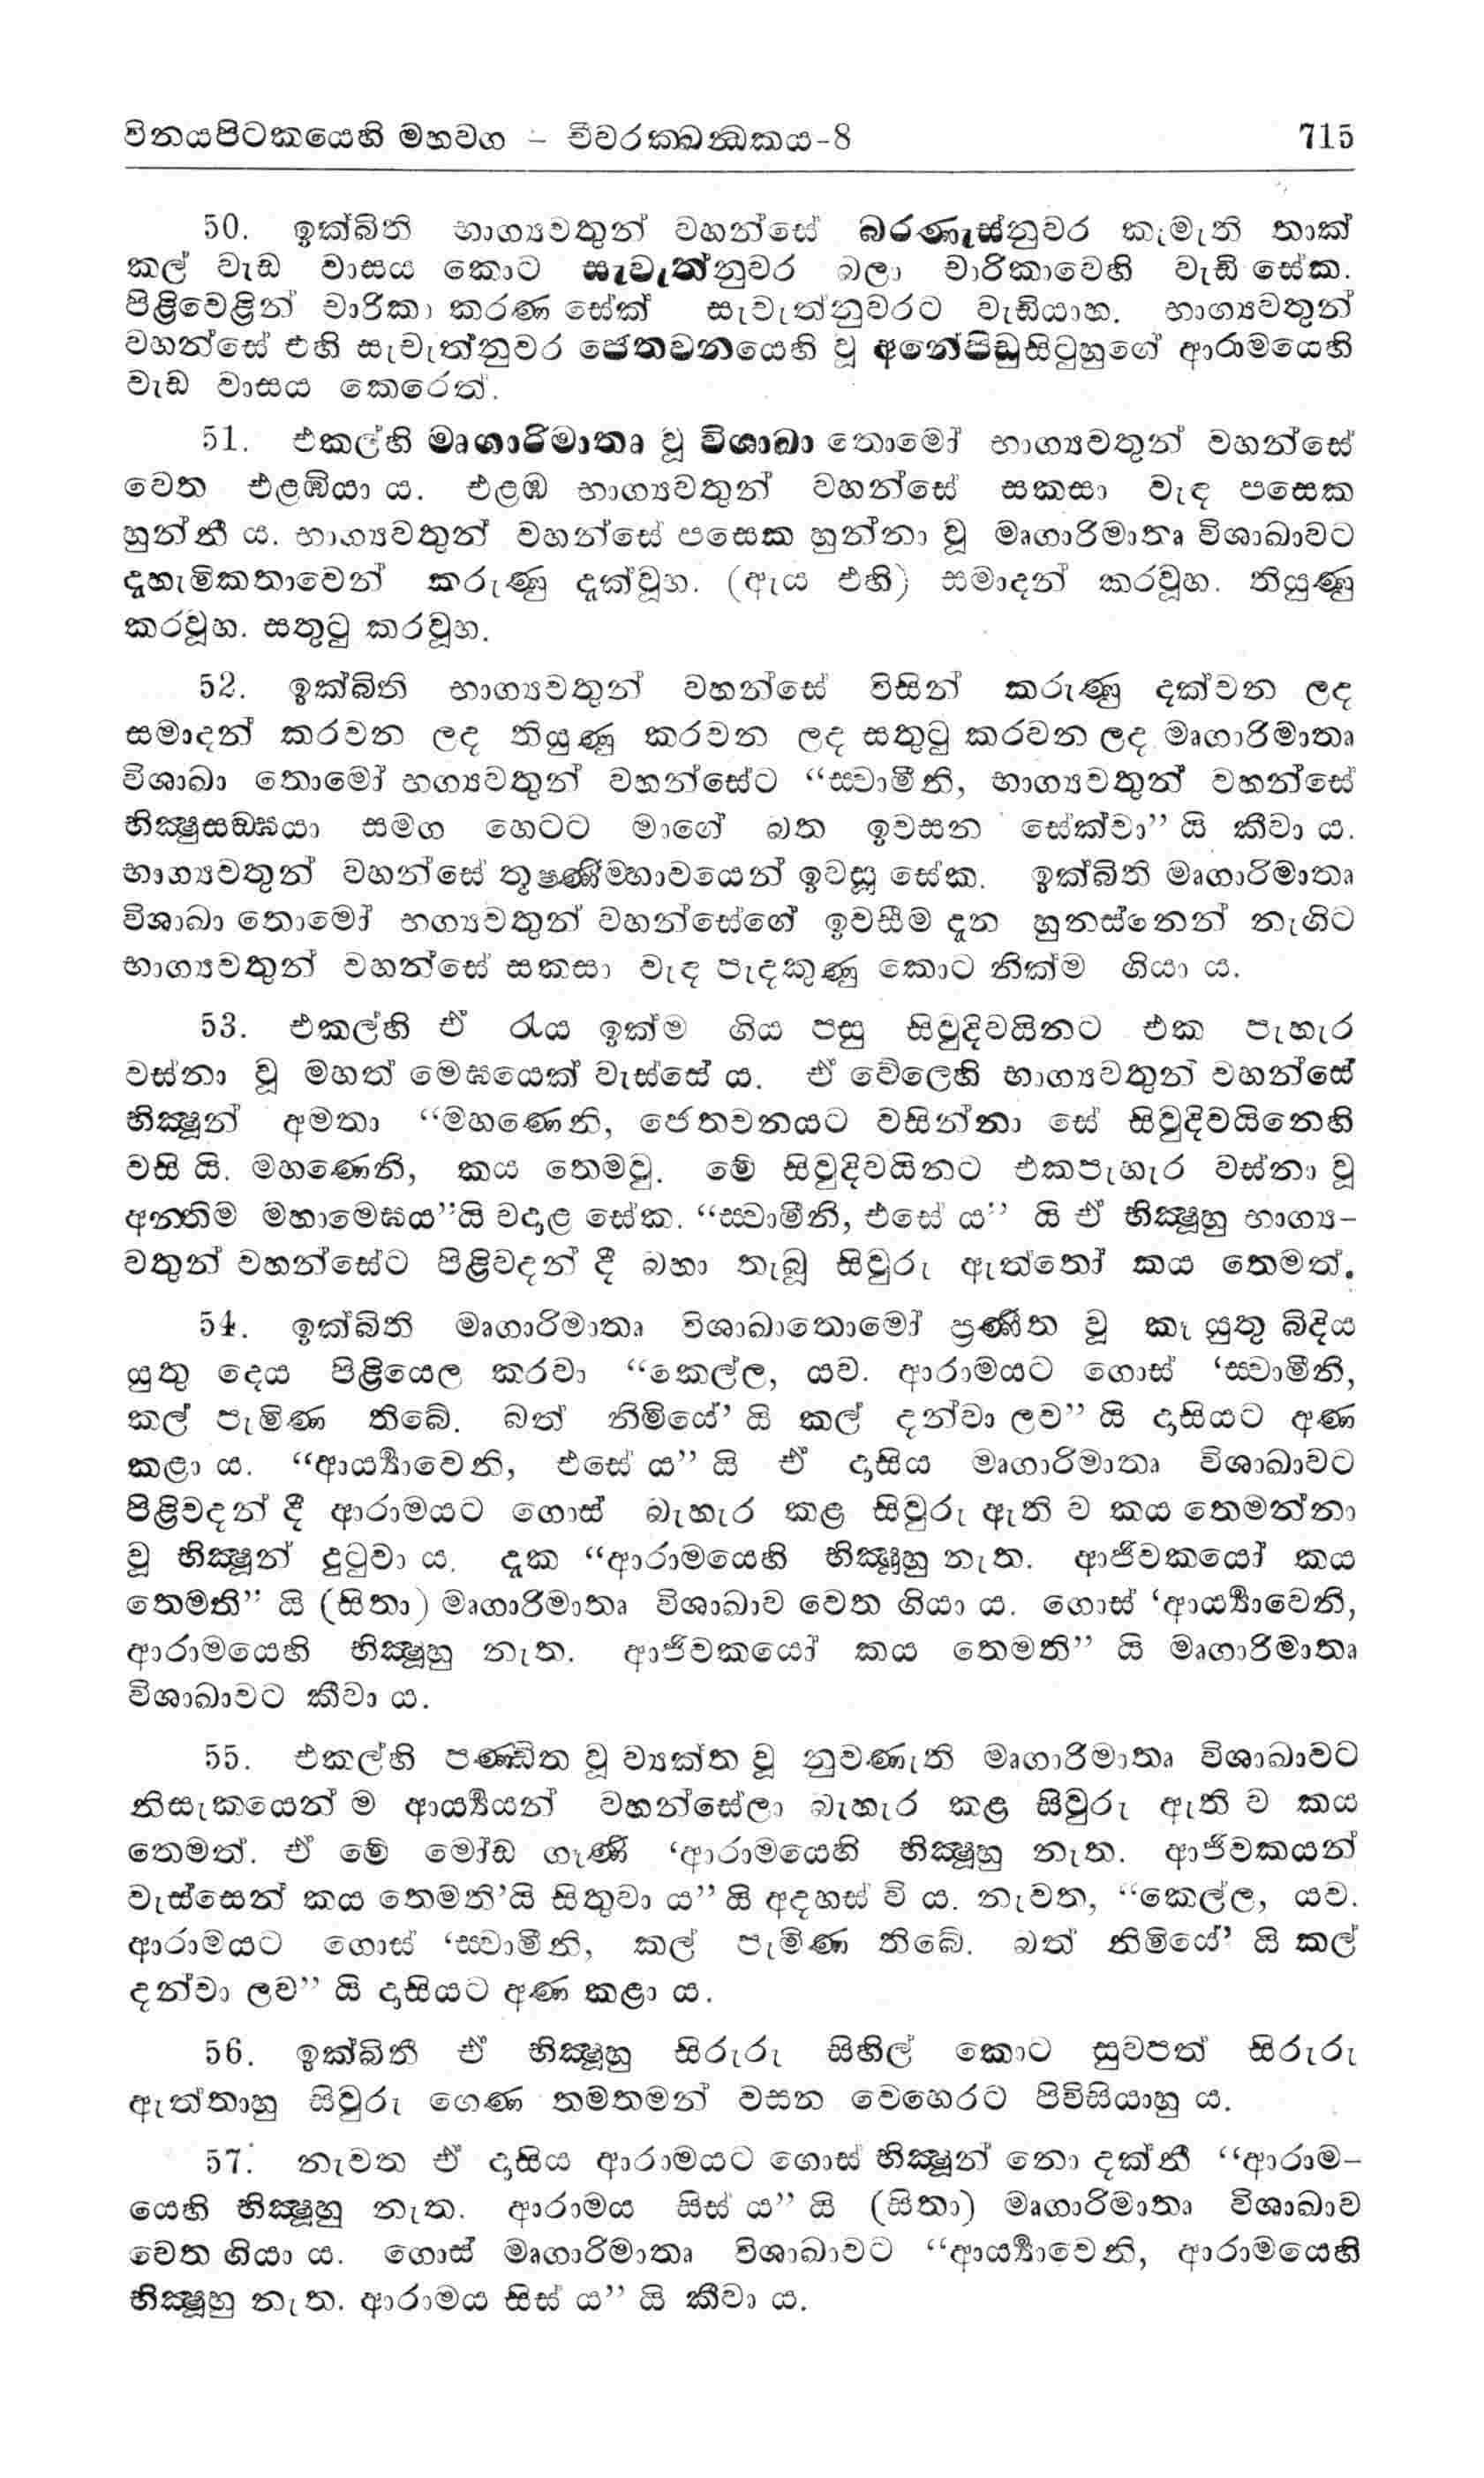 විනයපිටකයෙහි මහවග - චීවරක්ඛන්ධකය-8 715
50. ඉක්බිති භාග්‍යවතුන් වහන්සේ බරණැස්නුවර කැමැති තාක්
කල් වැඩ වාසය කොට සැවැත්නුවර බලා චාරිකාවෙහි වැඩි සේක.
පිළිවෙළින් චාරිකා කරණ සේක් සැවැත්නුවරට වැඩියාහ. භාග්‍යවතුන්
වහන්සේ එහි සැවැත්නුවර ජෙතවනයෙහි වූ අනේපිඩුසිටුහුගේ ආරාමයෙහි
වැඩ වාසය කෙරෙත්.
51. එකල්හි මෘගාරිමාතෘ වූ විශාඛා තොමෝ භාග්‍යවතුන් වහන්සේ
වෙත එළඹියා ය. එළඹ භාග්‍යවතුන් වහන්සේ සකසා වැඳ පසෙක
හුන්නී ය. භාග්‍යවතුන් වහන්සේ පසෙක හුන්නා වූ මෘගාරිමාතෘ විශාඛාවට
දැහැමිකතාවෙන් කරුණු දැක්වූහ. (ඇය එහි) සමාදන් කරවූහ. තියුණු
කරවූහ. සතුටු කරවූහ.
52. ඉක්බිති භාග්‍යවතුන් වහන්සේ විසින් කරුණු දක්වන ලද
සමාදන් කරවන ලද තියුණු කරවන ලද සතුටු කරවන ලද මෘගාරිමාතෘ
විශාඛා තොමෝ භග්‍යවතුන් වහන්සේට “ස්වාමීනි, භාග්‍යවතුන් වහන්සේ
භික්ෂුසඞ්ඝයා සමග හෙටට මාගේ බත ඉවසන සේක්වා” යි කීවා ය.
භාග්‍යවතුන් වහන්සේ තූෂ්ණීම්භාවයෙන් ඉවසූ සේක. ඉක්බිති මෘගාරිමාතෘ
විශාඛා තොමෝ භග්‍යවතුන් වහන්සේගේ ඉවසීම දැන හුනස්නෙන් නැගිට
භාග්‍යවතුන් වහන්සේ සකසා වැඳ පැදකුණු කොට නික්ම ගියා ය.
53. එකල්හි ඒ රැය ඉක්ම ගිය පසු සිවුදිවයිනට එක පැහැර
වස්නා වූ මහත් මෙඝයෙක් වැස්සේ ය. ඒ වේලෙහි භාග්‍යවතුන් වහන්සේ
භික්ෂූන් අමතා “මහණෙනි, ජෙතවනයට වසින්නා සේ සිවුදිවයිනෙහි
වසි යි. මහණෙනි, කය තෙමවු. මේ සිවුදිවයිනට එකපැහැර වස්නා වූ
අන්තිම මහාමෙඝය”යි වදාළ සේක. “ස්වාමීනි, එසේ ය” යි ඒ භික්ෂූහු භාග්‍ය-
වතුන් වහන්සේට පිළිවදන් දී බහා තැබූ සිවුරු ඇත්තෝ කය තෙමත්.
54. ඉක්බිති මෘගාරිමාතෘ විශාඛාතොමෝ ප්‍රණීත වූ කෑ යුතු බිදිය
යුතු දෙය පිළියෙල කරවා “කෙල්ල, යව. ආරාමයට ගොස් ‘ස්වාමීනි,
කල් පැමිණ තිබේ. බත් නිමියේ’ යි කල් දන්වා ලව” යි දාසියට අණ
කළා ය. “ආර්‍ය්‍යාවෙනි, එසේ ය” යි ඒ දාසිය මෘගාරිමාතෘ විශාඛාවට
පිළිවදන් දී ආරාමයට ගොස් බැහැර කළ සිවුරු ඇති ව කය තෙමන්නා
වූ භික්ෂූන් දුටුවා ය. දැක “ආරාමයෙහි භික්ෂූහු නැත. ආජීවකයෝ කය
තෙමති” යි (සිතා) මෘගාරිමාතෘ විශාඛාව වෙත ගියා ය. ගොස් ‘ආර්‍ය්‍යාවෙනි,
ආරාමයෙහි භික්ෂූහු නැත. ආජීවකයෝ කය තෙමති” යි මෘගාරිමාතෘ
විශාඛාවට කීවා ය.
55. එකල්හි පණ්ඩිත වූ ව්‍යක්ත වූ නුවණැති මෘගාරිමාතෘ විශාඛාවට
නිසැකයෙන් ම ආර්‍ය්‍යයන් වහන්සේලා බැහැර කළ සිවුරු ඇති ව කය
තෙමත්. ඒ මේ මෝඩ ගෑණි ‘ආරාමයෙහි භික්ෂූහු නැත. ආජීවකයන්
වැස්සෙන් කය තෙමති’යි සිතුවා ය” යි අදහස් වි ය. නැවත, “කෙල්ල, යව.
ආරාමයට ගොස් ‘ස්වාමීනි, කල් පැමිණ තිබේ. බත් නිමියේ’ යි කල්
දන්වා ලව” යි දාසියට අණ කළා ය.
56. ඉක්බිති ඒ භික්ෂූහු සිරුරු සිහිල් කොට සුවපත් සිරුරු
ඇත්තාහු සිවුරු ගෙණ තමතමන් වසන වෙහෙරට පිවිසියාහු ය.
57. නැවත ඒ දාසිය ආරාමයට ගොස් භික්ෂූන් නො දක්නී “ආරාම-
යෙහි භික්ෂූහු නැත. ආරාමය සිස් ය” යි (සිතා) මෘගාරිමාතෘ විශාඛාව
වෙත ගියා ය. ගොස් මෘගාරිමාතෘ විශාඛාවට “ආර්‍ය්‍යාවෙනි, ආරාමයෙහි
භික්ෂූහු නැත. ආරාමය සිස් ය” යි කීවා ය.